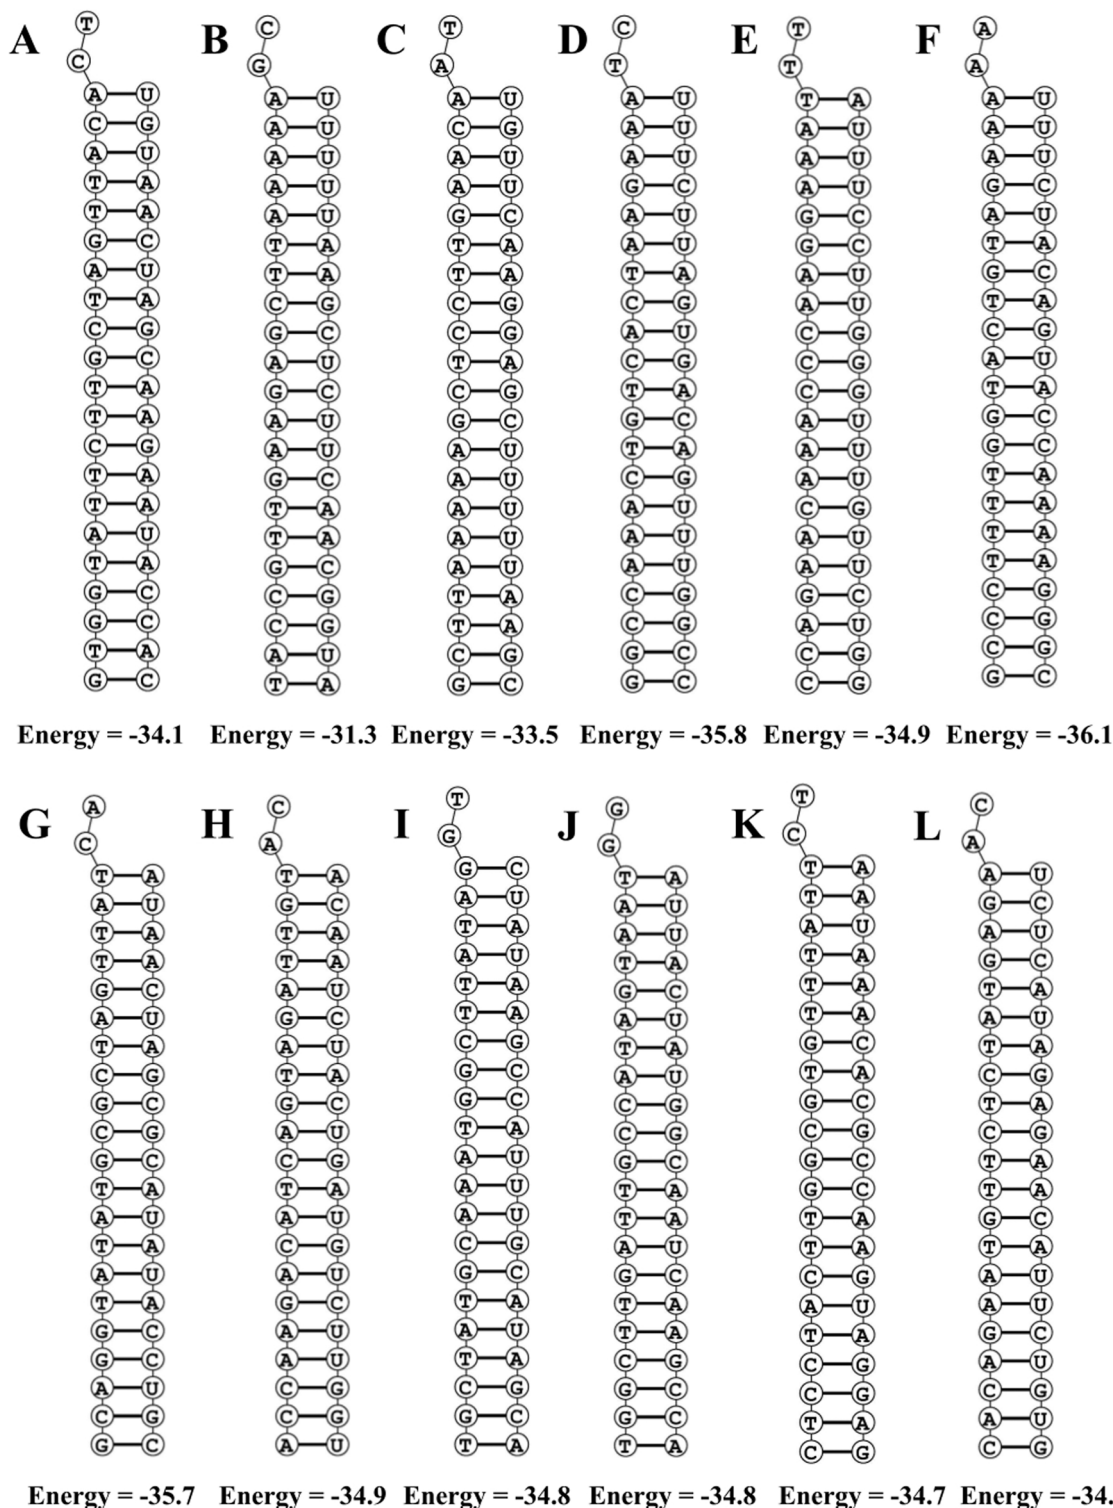 A
T C A C A T T G A T C G T T C T T A T G G T G
U G U A A C U A G C A A G A A U A C C A C
B
C G A A A A A T T C G A G A A G T T G C C A T
U U U U U A A G C U C U U C A A C G G U A
C
T A A C A A G T T C C T C G A A A A A T T C G
U G U U C A A G G A G C U U U U U A A G C
D
C T A A A G A A T C A C T G T C A A A C C G G
U U U C U U A G U G A C A G U U U G G C C
E
T T T A A A G G A A C C C A A A C A A G A C C
A U U U C C U U G G G U U U G U U C U G G
F
A A A A A G A T G T C A T G G T T T T C C C G
U U U C U A C A G U A C C A A A A G G G C
Energy = -34.1 Energy = -31.3 Energy = -33.5 Energy = -35.8 Energy = -34.9 Energy = -36.1
G
A C T A T T G A T C G C G T A T A T G G A C G
A U A A C U A G C G C A U A U A C C U G C
H
C A T G T T A G A T G A C T A C A G A A C C A
A C A A U C U A C U G A U G U C U U G G U
I
T G G A T A T T C G G T A A A C G T A T C G T
C U A U A A G C C A U U U G C A U A G C A
J
G G T A A T G A T A C C G T T A G T T C G G T
A U U A C U A U G G C A A U C A A G C C A
K
T C T T A T T T G T G C G G T T C A T C C T C
A A U A A A C A C G C C A A G U A G G A G
L
C A A G A G T A T C T C T T G T A A G A C A C
U C U C A U A G A G A A C A U U C U G U G
Energy = -35.7 Energy = -34.9 Energy = -34.8 Energy = -34.8 Energy = -34.7 Energy = -34.